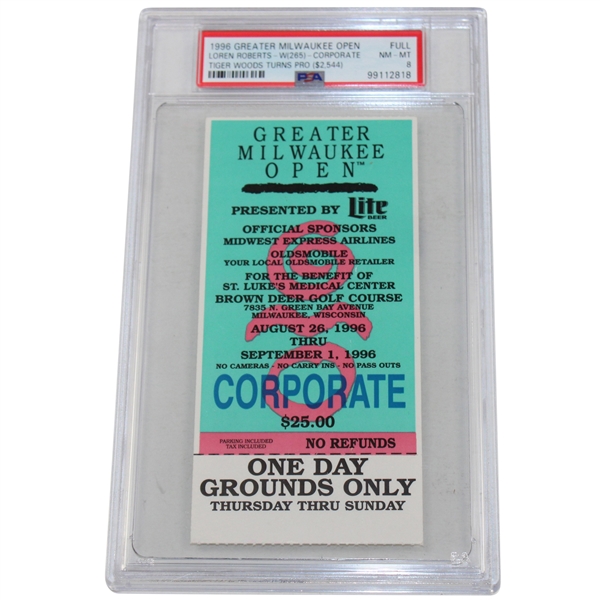 1996 GREATER MILWAUKEE OPEN FULL
LOREN ROBERTS - W(265) - CORPORATE NM - MT
TIGER WOODS TURNS PRO ($2,544) 8
PSA 99112818
GREATER
MILWAUKEE
OPEN™
PRESENTED BY Lite BEER
OFFICIAL SPONSORS
MIDWEST EXPRESS AIRLINES
OLDSMOBILE
YOUR LOCAL OLDSMOBILE RETAILER
FOR THE BENEFIT OF
ST. LUKE'S MEDICAL CENTER
BROWN DEER GOLF COURSE
7835 N. GREEN BAY AVENUE
MILWAUKEE, WISCONSIN
AUGUST 26, 1996
THRU
SEPTEMBER 1, 1996
NO CAMERAS - NO CARRY INS - NO PASS OUTS
CORPORATE
$25.00
PARKING INCLUDED
TAX INCLUDED
NO REFUNDS
ONE DAY
GROUNDS ONLY
THURSDAY THRU SUNDAY